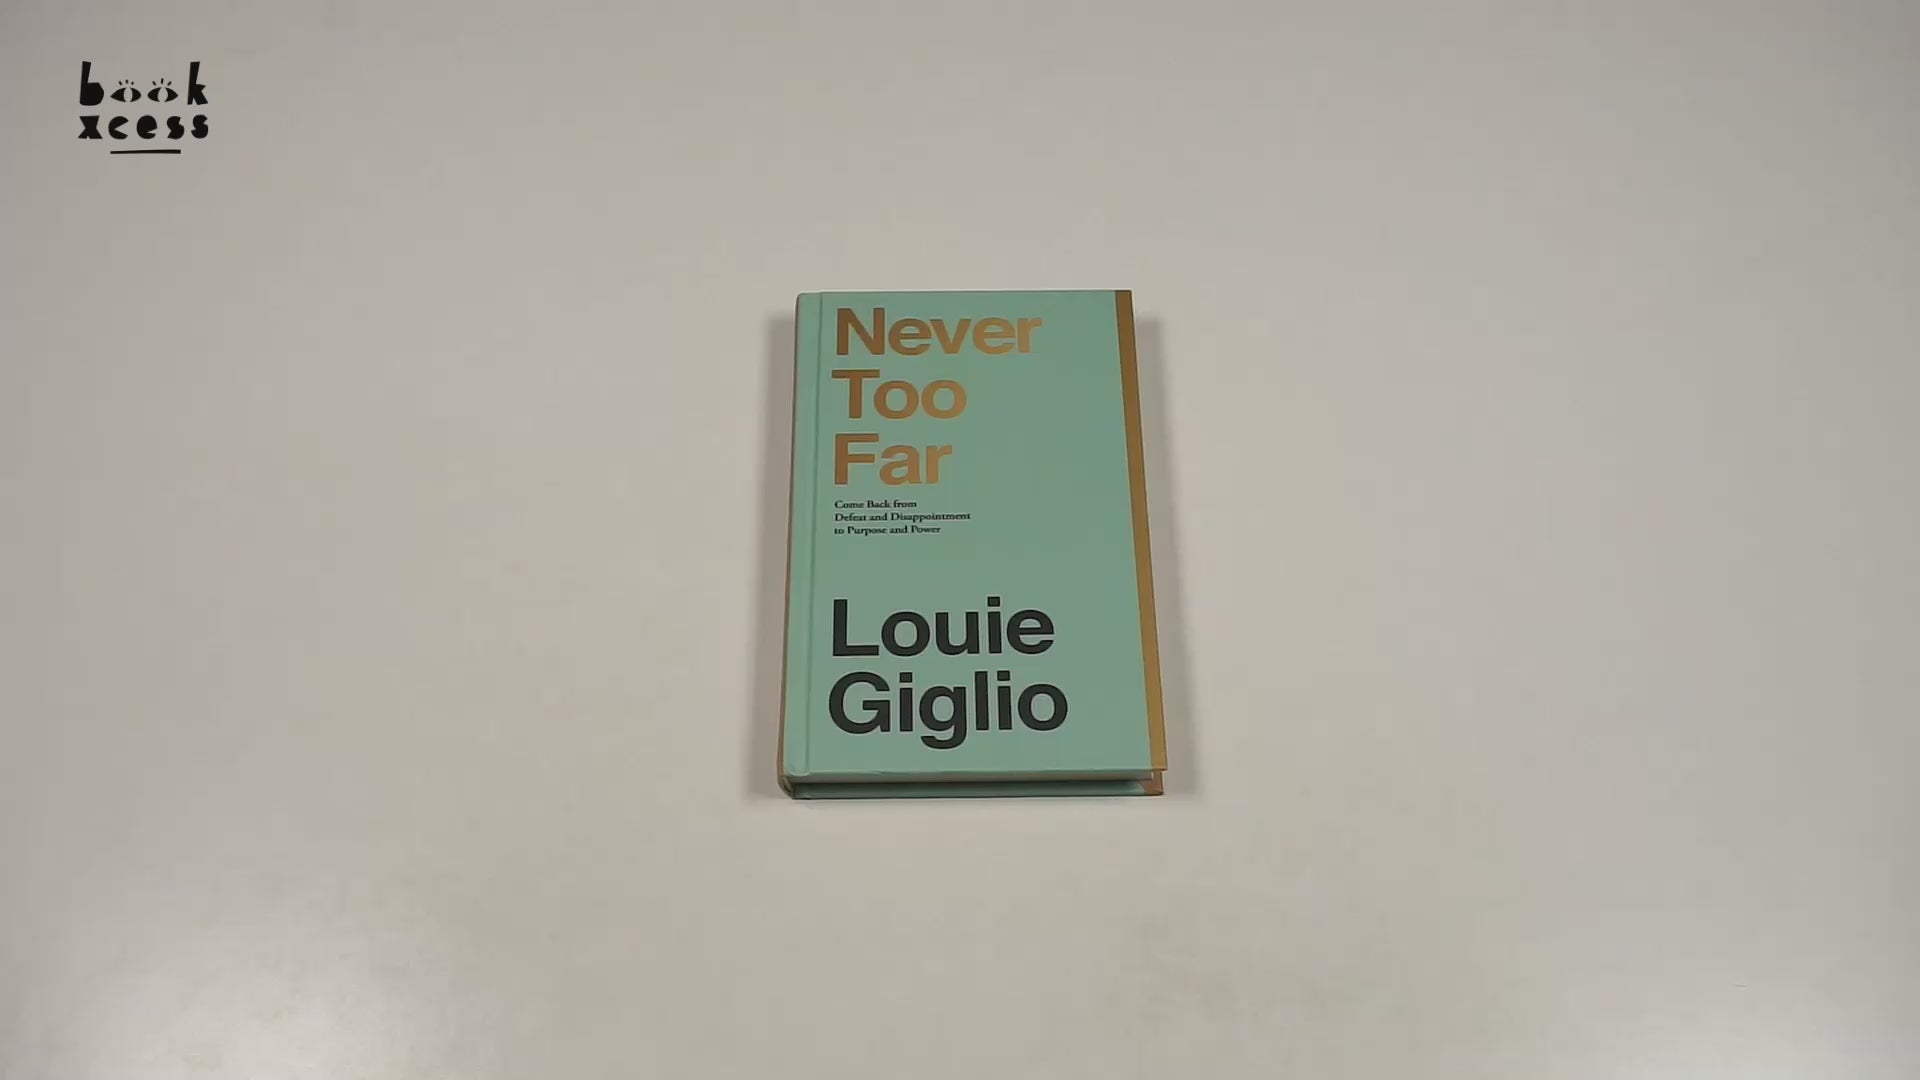 book
xcess
Never
Too
Far
Come Back from
Defeat and Disappointment
to Purpose and Power
Louie
Giglio